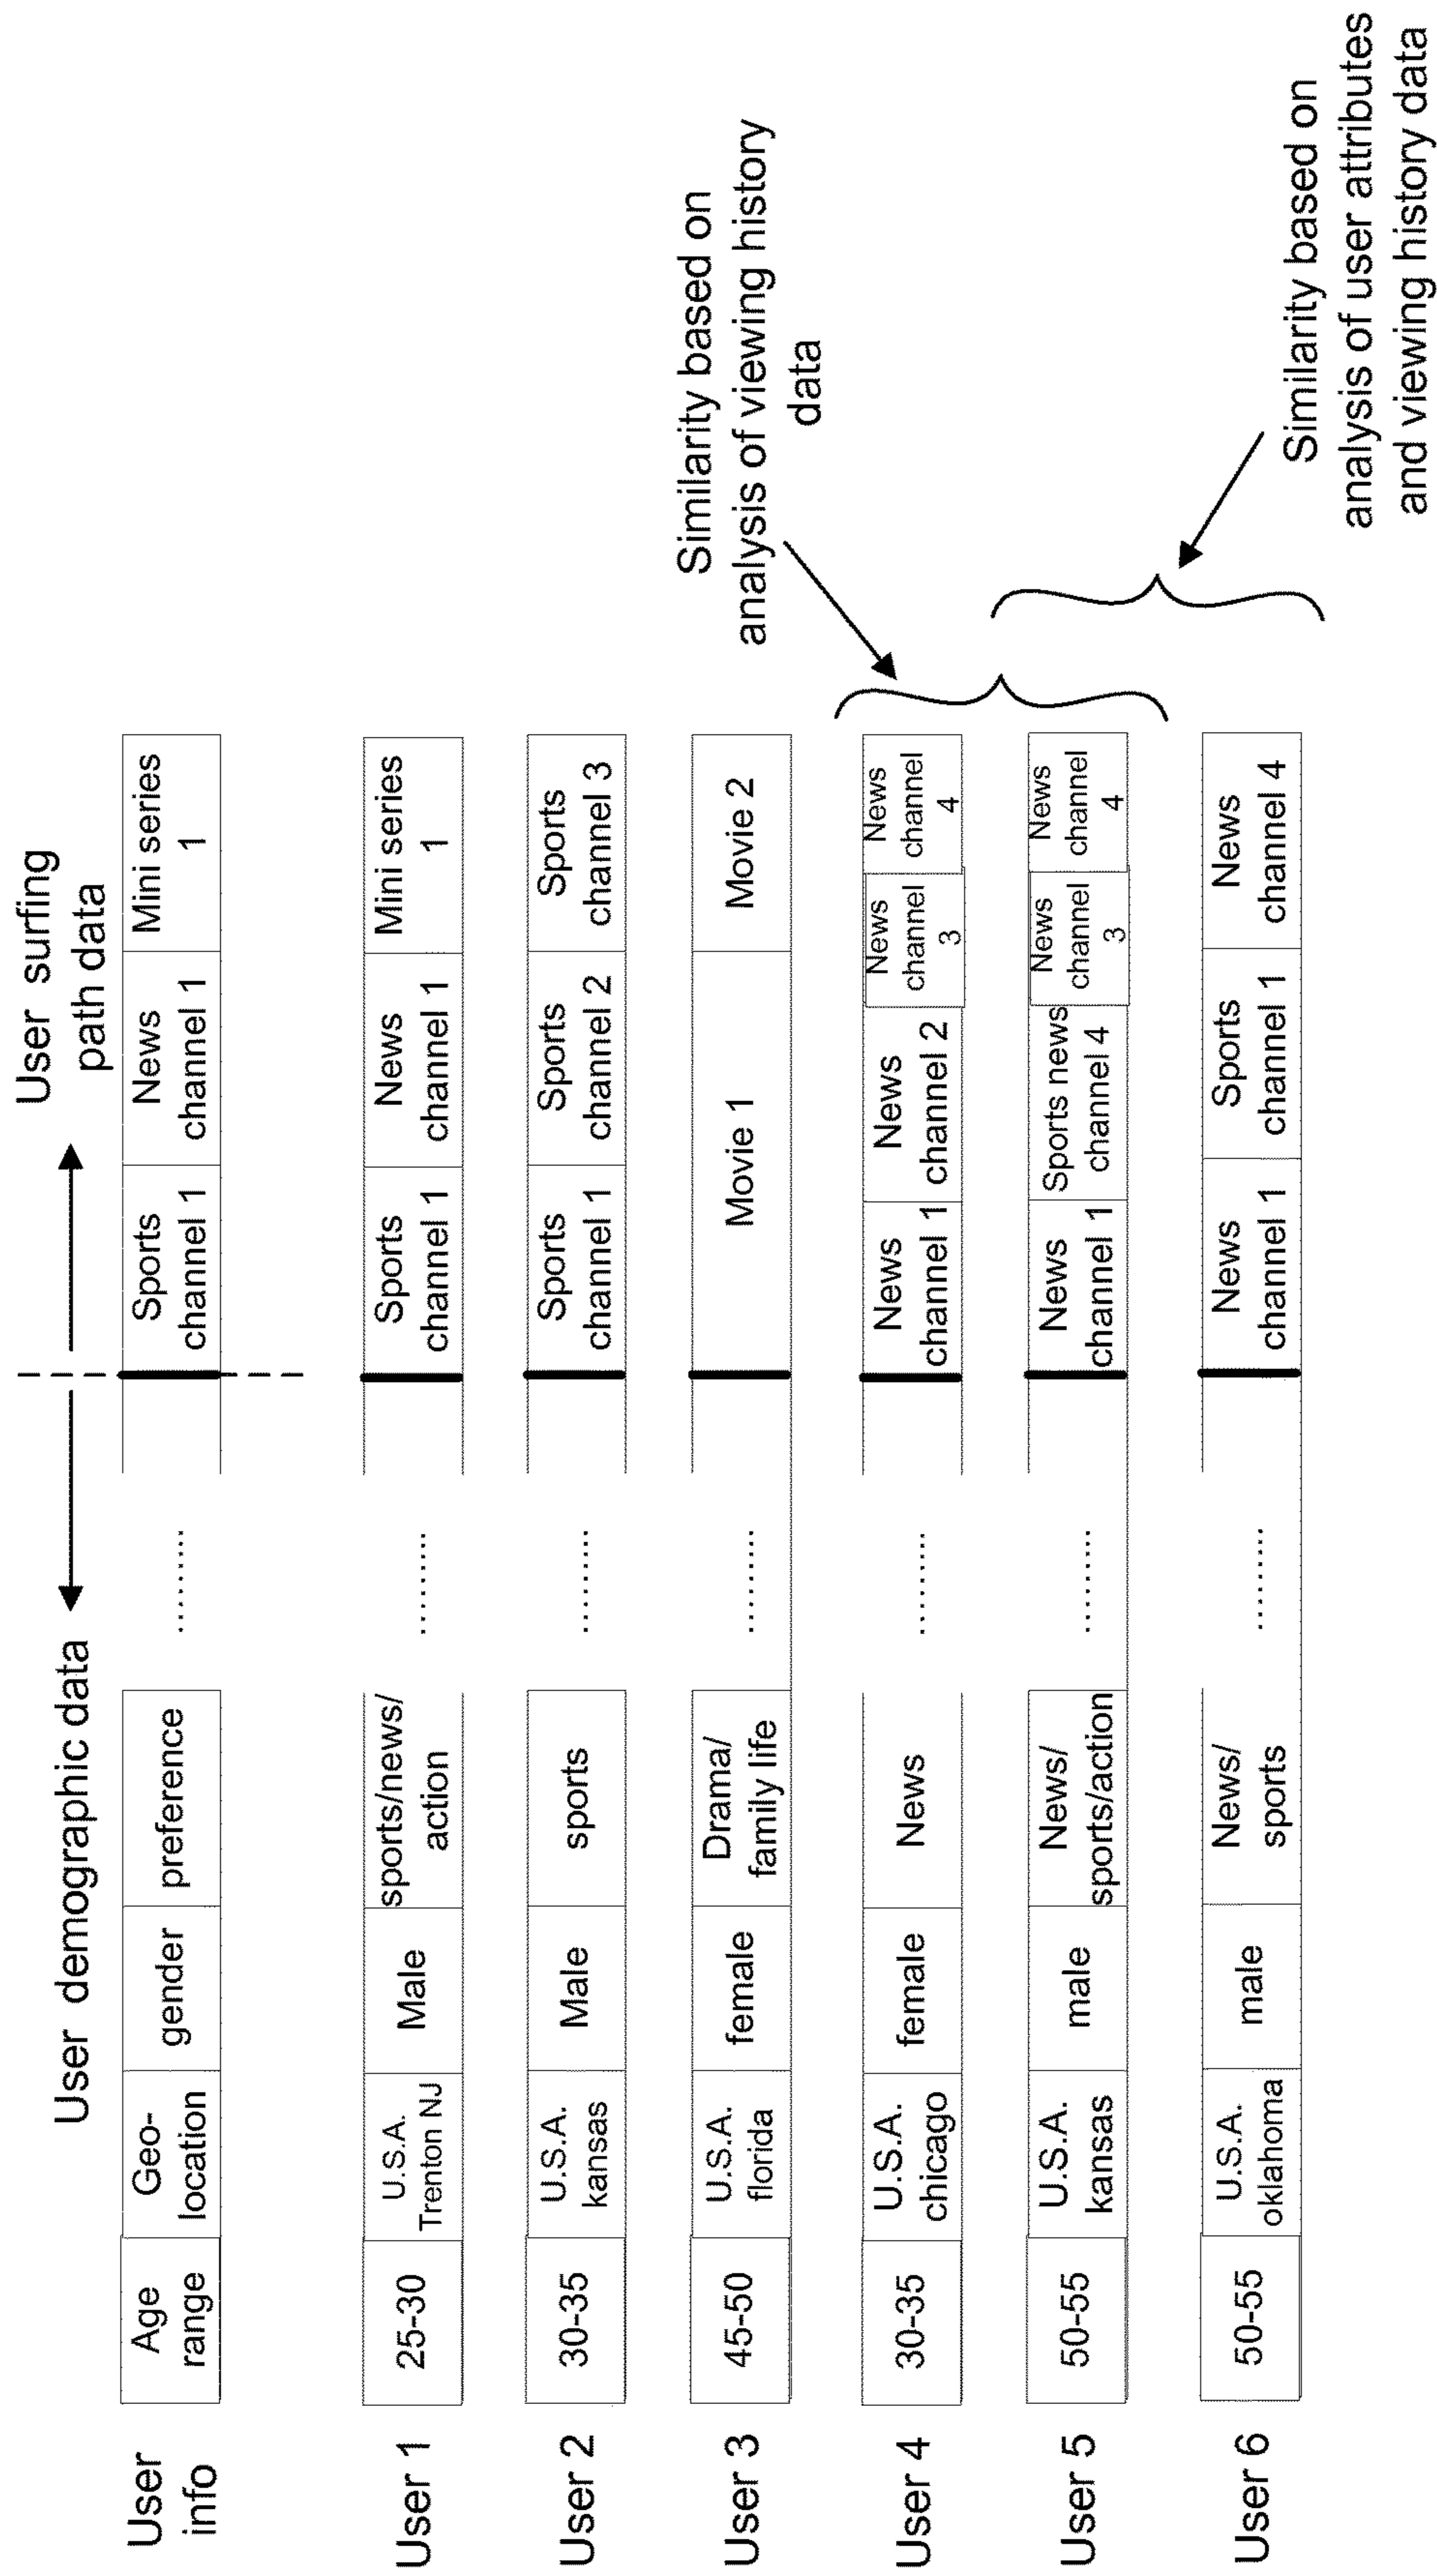 User demographic data
User surfing
path data
User
info
Age
range
Geo-
location
gender
preference
.........
Sports
channel 1
News
channel 1
Mini series
1
User 1
25-30
U.S.A.
Trenton NJ
Male
sports/news/
action
.........
Sports
channel 1
News
channel 1
Mini series
1
User 2
30-35
U.S.A.
kansas
Male
sports
.........
Sports
channel 1
Sports
channel 2
Sports
channel 3
User 3
45-50
U.S.A.
florida
female
Drama/
family life
.........
Movie 1
Movie 2
User 4
30-35
U.S.A.
chicago
female
News
.........
News
channel 1
News
channel 2
News
channel
3
News
channel
4
User 5
50-55
U.S.A.
kansas
male
News/
sports/action
.........
News
channel 1
Sports news
channel 4
News
channel
3
News
channel
4
User 6
50-55
U.S.A.
oklahoma
male
News/
sports
.........
News
channel 1
Sports
channel 1
News
channel 4
Similarity based on
analysis of viewing history
data
Similarity based on
analysis of user attributes
and viewing history data